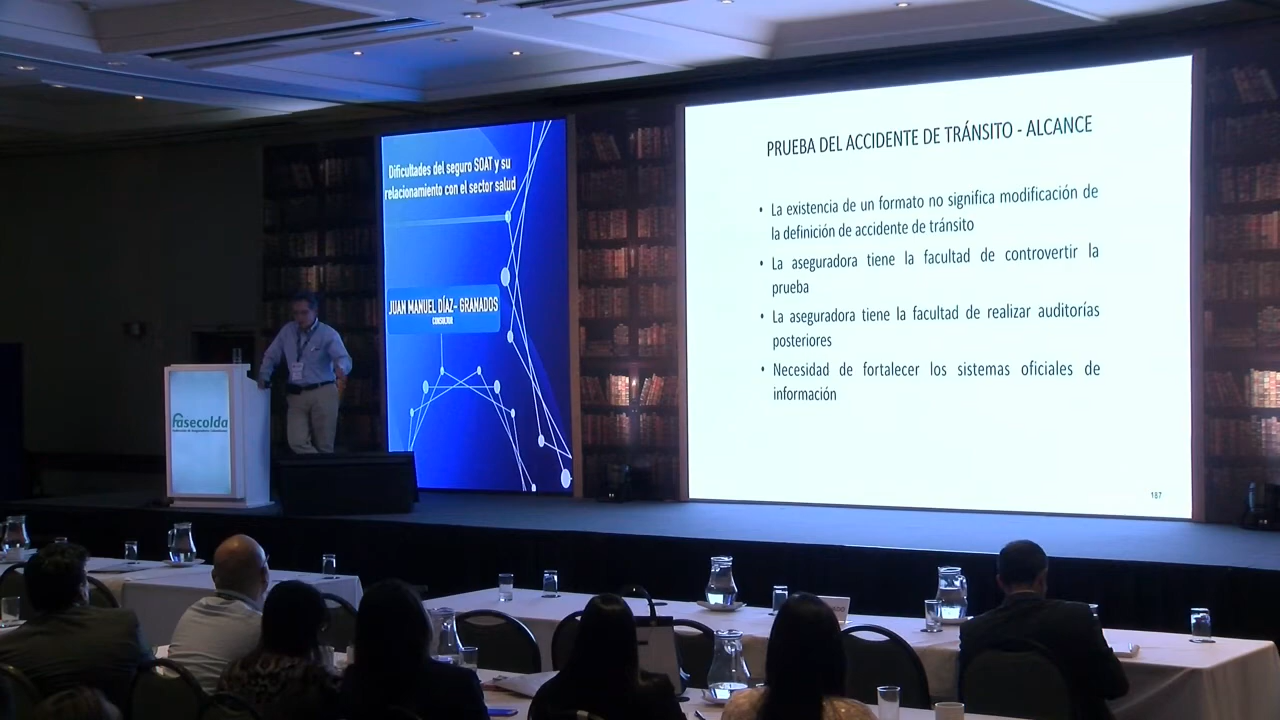 Dificultades del seguro SOAT y su
relacionamiento con el sector salud
JUAN MANUEL DÍAZ- GRANADOS
CONSULTOR
fasecolda
PRUEBA DEL ACCIDENTE DE TRÁNSITO - ALCANCE
• La existencia de un formato no significa modificación de
la definición de accidente de tránsito
• La aseguradora tiene la facultad de controvertir la
prueba
• La aseguradora tiene la facultad de realizar auditorías
posteriores
• Necesidad de fortalecer los sistemas oficiales de
información
187